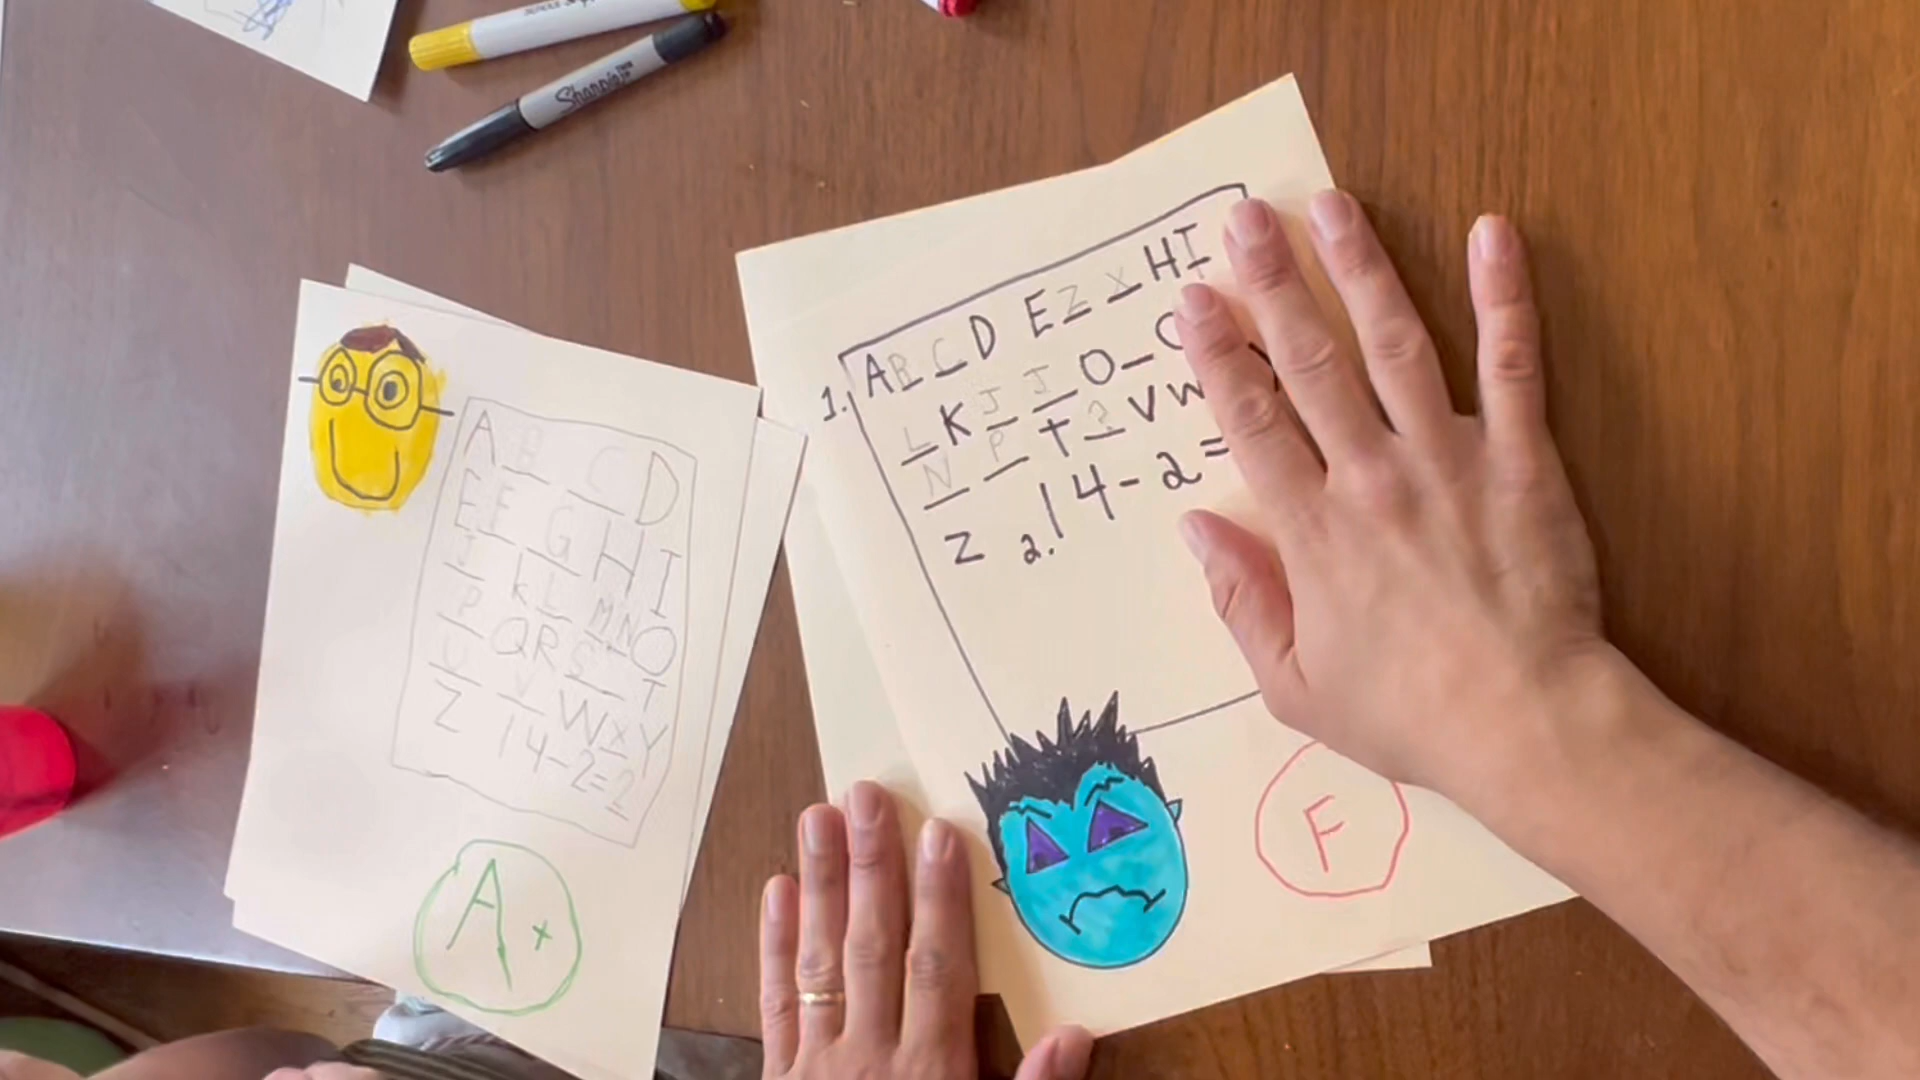 Sharpie
A B C D
E F G H I
J K L M N O
P Q R S T
U V W X Y
Z 14-2=2
A+
1. A B C D E Z X H I
L K J J O _ O
N P T ? V W
Z 2. 14-2=
F